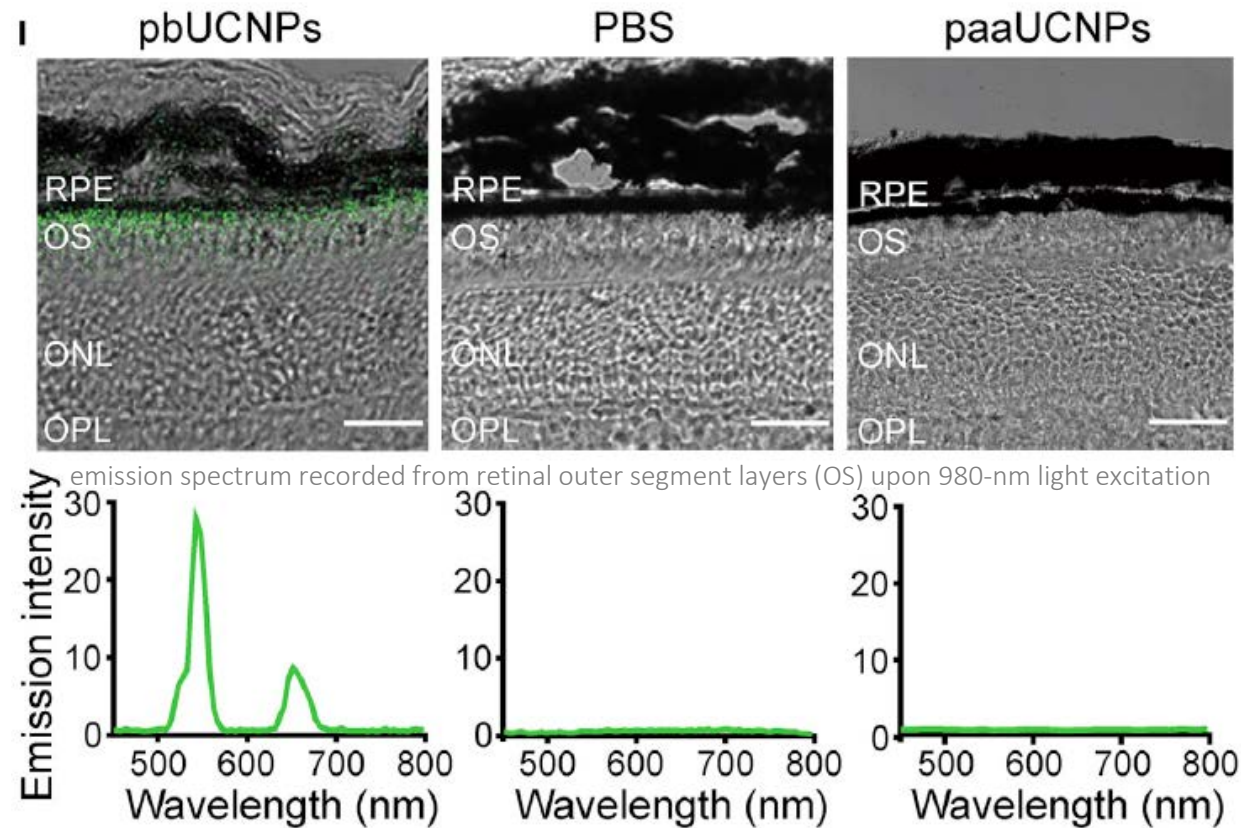 I
pbUCNPs PBS paaUCNPs
RPE RPE RPE
OS OS OS
ONL ONL ONL
OPL OPL OPL
emission spectrum recorded from retinal outer segment layers (OS) upon 980-nm light excitation
Emission intensity
30 30 30
20 20 20
10 10 10
0 0 0
500 600 700 800 500 600 700 800 500 600 700 800
Wavelength (nm) Wavelength (nm) Wavelength (nm)